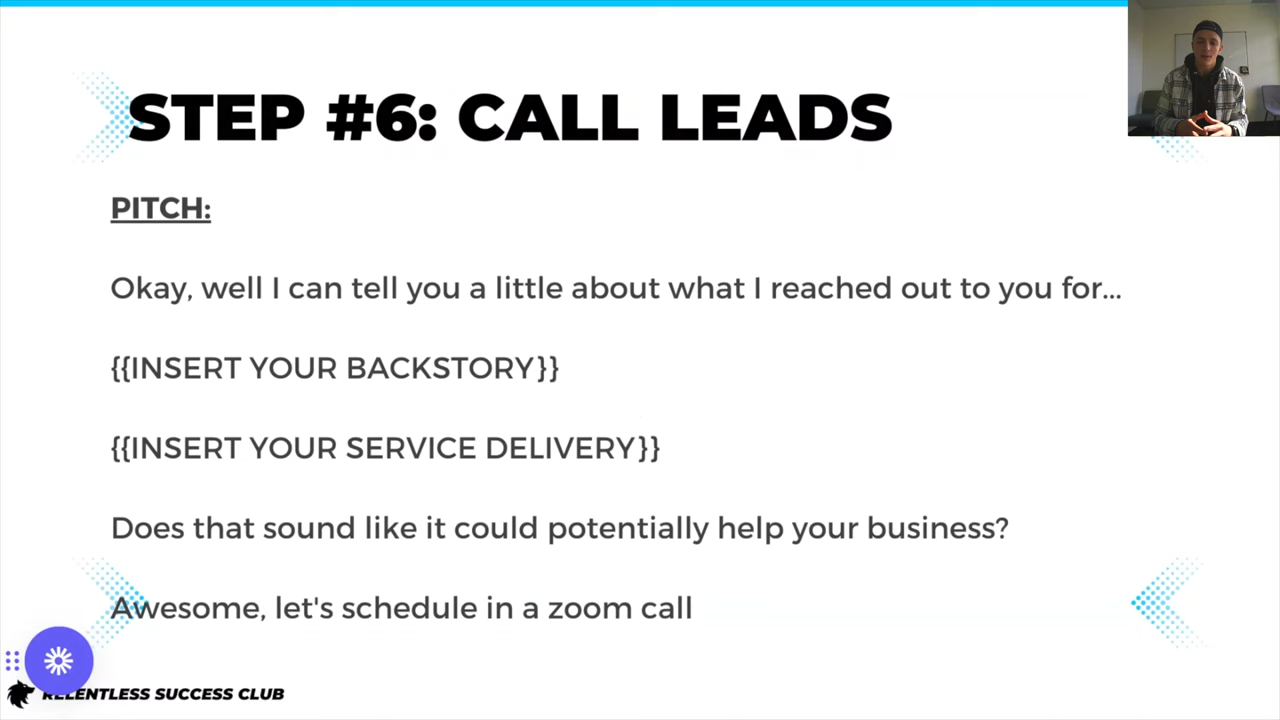 STEP #6: CALL LEADS
PITCH:
Okay, well I can tell you a little about what I reached out to you for...
{{INSERT YOUR BACKSTORY}}
{{INSERT YOUR SERVICE DELIVERY}}
Does that sound like it could potentially help your business?
Awesome, let's schedule in a zoom call
RELENTLESS SUCCESS CLUB